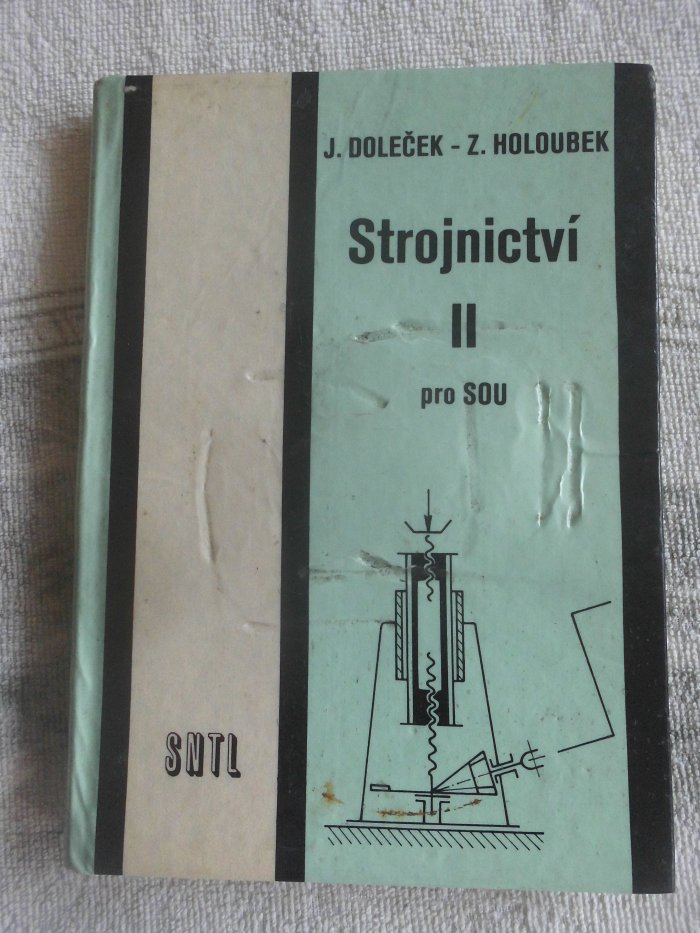 J. DOLEČEK - Z. HOLOUBEK
Strojnictví
II
pro SOU
SNTL